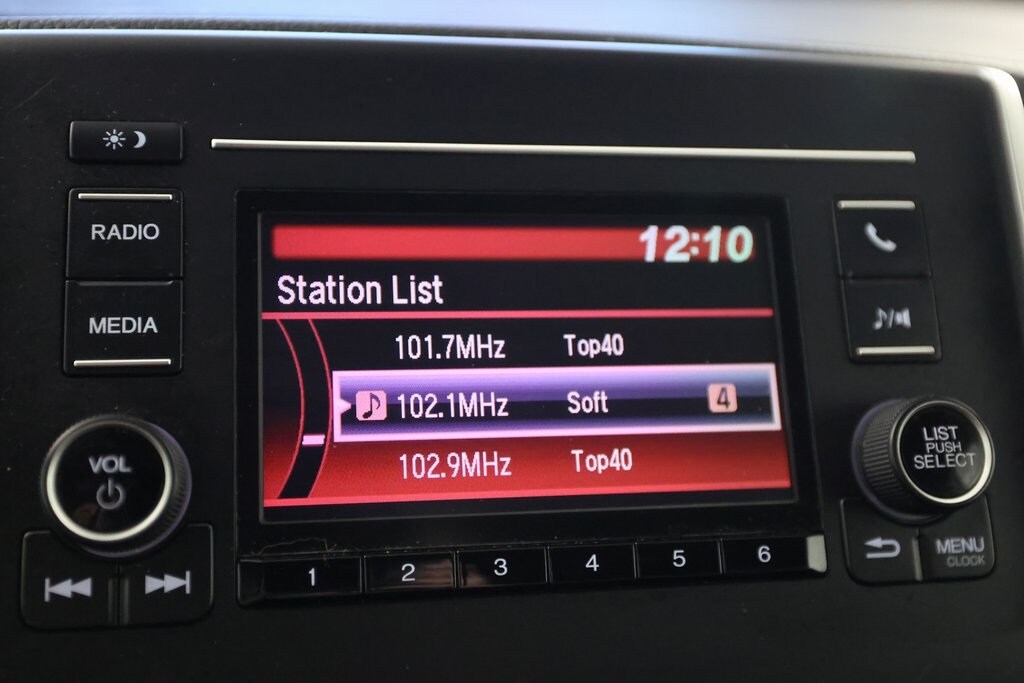 RADIO
MEDIA
VOL
12:10
Station List
101.7MHz Top40
102.1MHz Soft 4
102.9MHz Top40
1 2 3 4 5 6
LIST
PUSH
SELECT
MENU
CLOCK